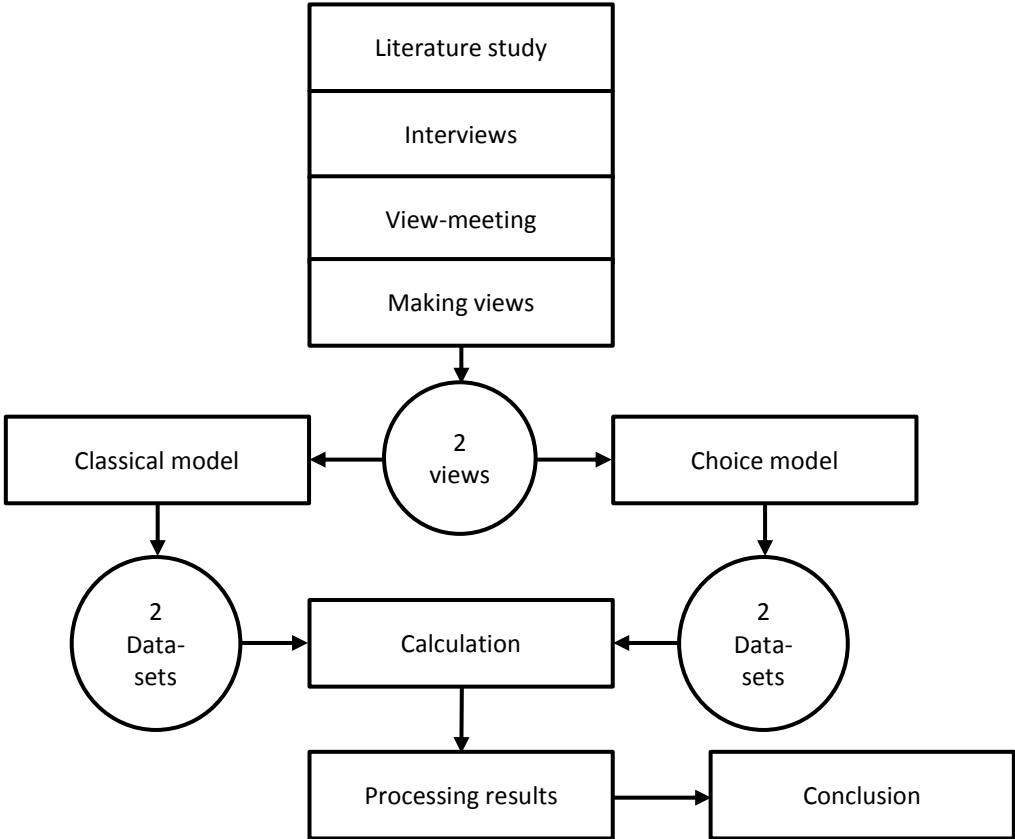 Literature study
Interviews
View-meeting
Making views
2
views
Classical model
Choice model
2
Data-
sets
Calculation
2
Data-
sets
Processing results
Conclusion